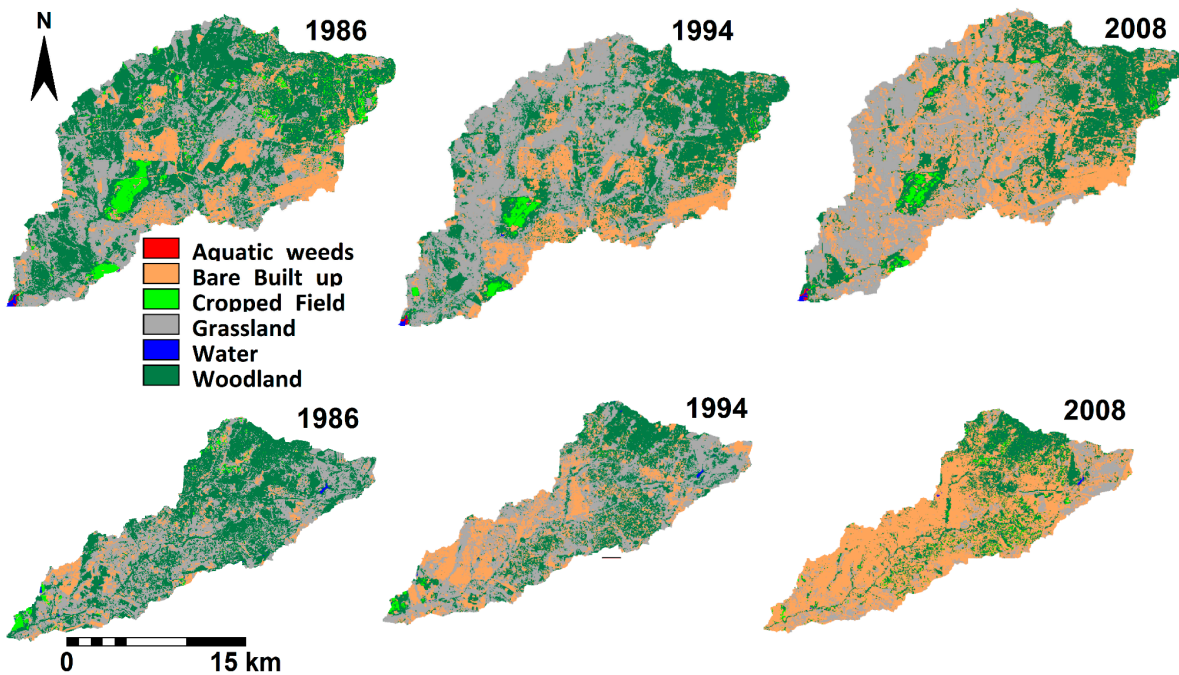 N
1986
1994
2008
Aquatic weeds
Bare Built up
Cropped Field
Grassland
Water
Woodland
1986
1994
2008
0 15 km